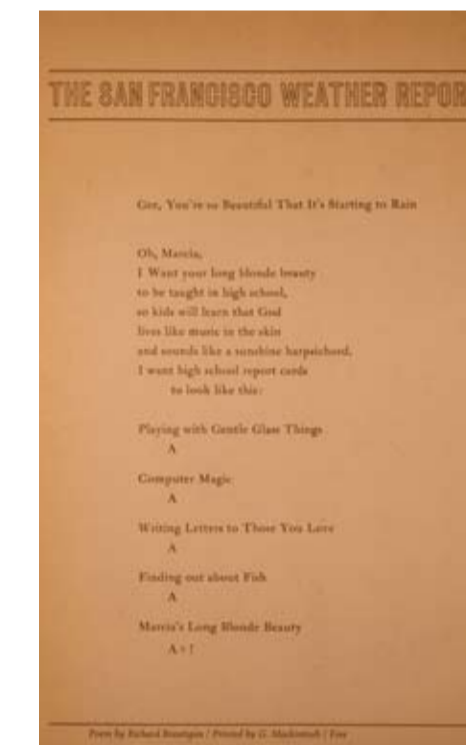 THE SAN FRANCISCO WEATHER REPOR
Gee, You're so Beautiful That It's Starting to Rain
Oh, Marcia,
I Want your long blonde beauty
to be taught in high school,
so kids will learn that God
lives like music in the skin
and sounds like a sunshine harpsichord.
I want high school report cards
to look like this:
Playing with Gentle Glass Things
A
Computer Magic
A
Writing Letters to Those You Love
A
Finding out about Fish
A
Marcia's Long Blonde Beauty
A+!
Poem by Richard Brautigan / Printed by G. Mackintosh / Free